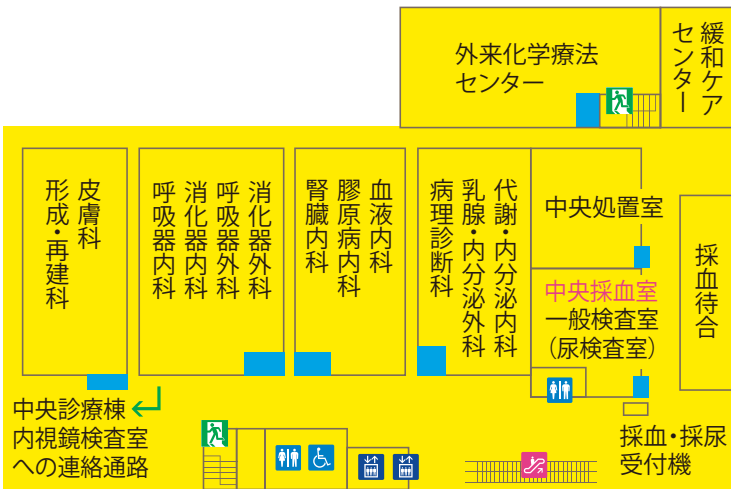 外来化学療法
センター
緩和ケア
センター
皮膚科
形成・再建科
消化器外科
呼吸器外科
消化器内科
呼吸器内科
血液内科
膠原病内科
腎臓内科
代謝・内分泌内科
乳腺・内分泌外科
病理診断科
中央処置室
中央採血室
一般検査室
（尿検査室）
採血待合
中央診療棟
内視鏡検査室
への連絡通路
採血・採尿
受付機